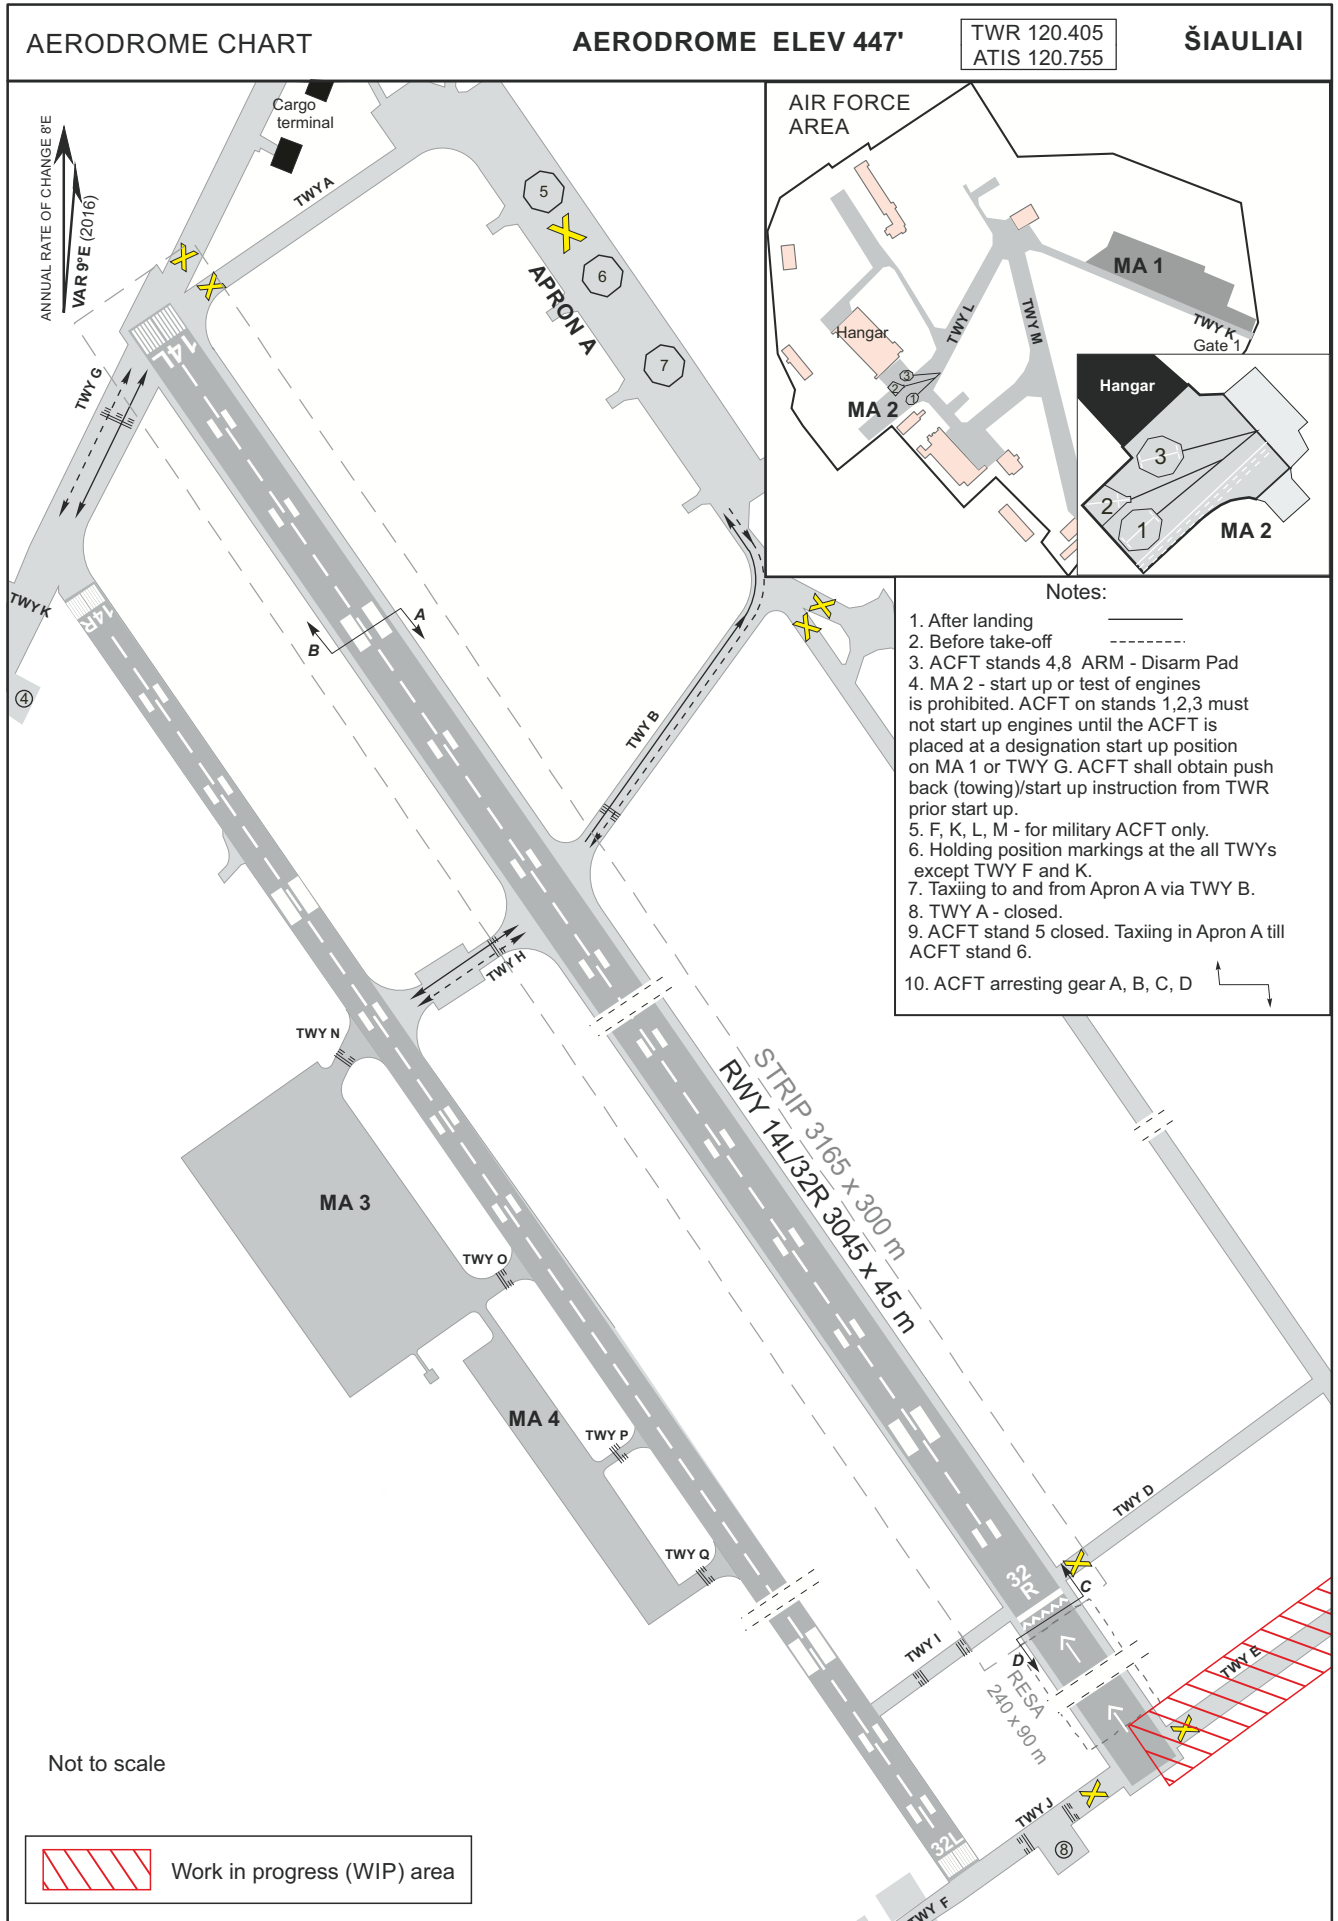 AERODROME CHART
AERODROME ELEV 447'
TWR 120.405
ATIS 120.755
ŠIAULIAI
ANNUAL RATE OF CHANGE 8'E
VAR 9°E (2016)
Cargo
terminal
TWY A
5
6
7
APRON A
14L
TWY G
TWY K
4
14R
A
B
TWY B
TWY H
TWY N
MA 3
TWY O
MA 4
TWY P
TWY Q
STRIP 3165 x 300 m
RWY 14L/32R 3045 x 45 m
TWY D
32
R
C
D
TWY I
RESA
240 x 90 m
TWY E
TWY J
8
32L
TWY F
AIR FORCE
AREA
MA 1
TWY L
TWY M
TWY K
Gate 1
Hangar
3
2
1
MA 2
Hangar
3
2
1
MA 2
Notes:
1. After landing
2. Before take-off
3. ACFT stands 4,8 ARM - Disarm Pad
4. MA 2 - start up or test of engines
is prohibited. ACFT on stands 1,2,3 must
not start up engines until the ACFT is
placed at a designation start up position
on MA 1 or TWY G. ACFT shall obtain push
back (towing)/start up instruction from TWR
prior start up.
5. F, K, L, M - for military ACFT only.
6. Holding position markings at the all TWYs
except TWY F and K.
7. Taxiing to and from Apron A via TWY B.
8. TWY A - closed.
9. ACFT stand 5 closed. Taxiing in Apron A till
ACFT stand 6.
10. ACFT arresting gear A, B, C, D
Not to scale
Work in progress (WIP) area